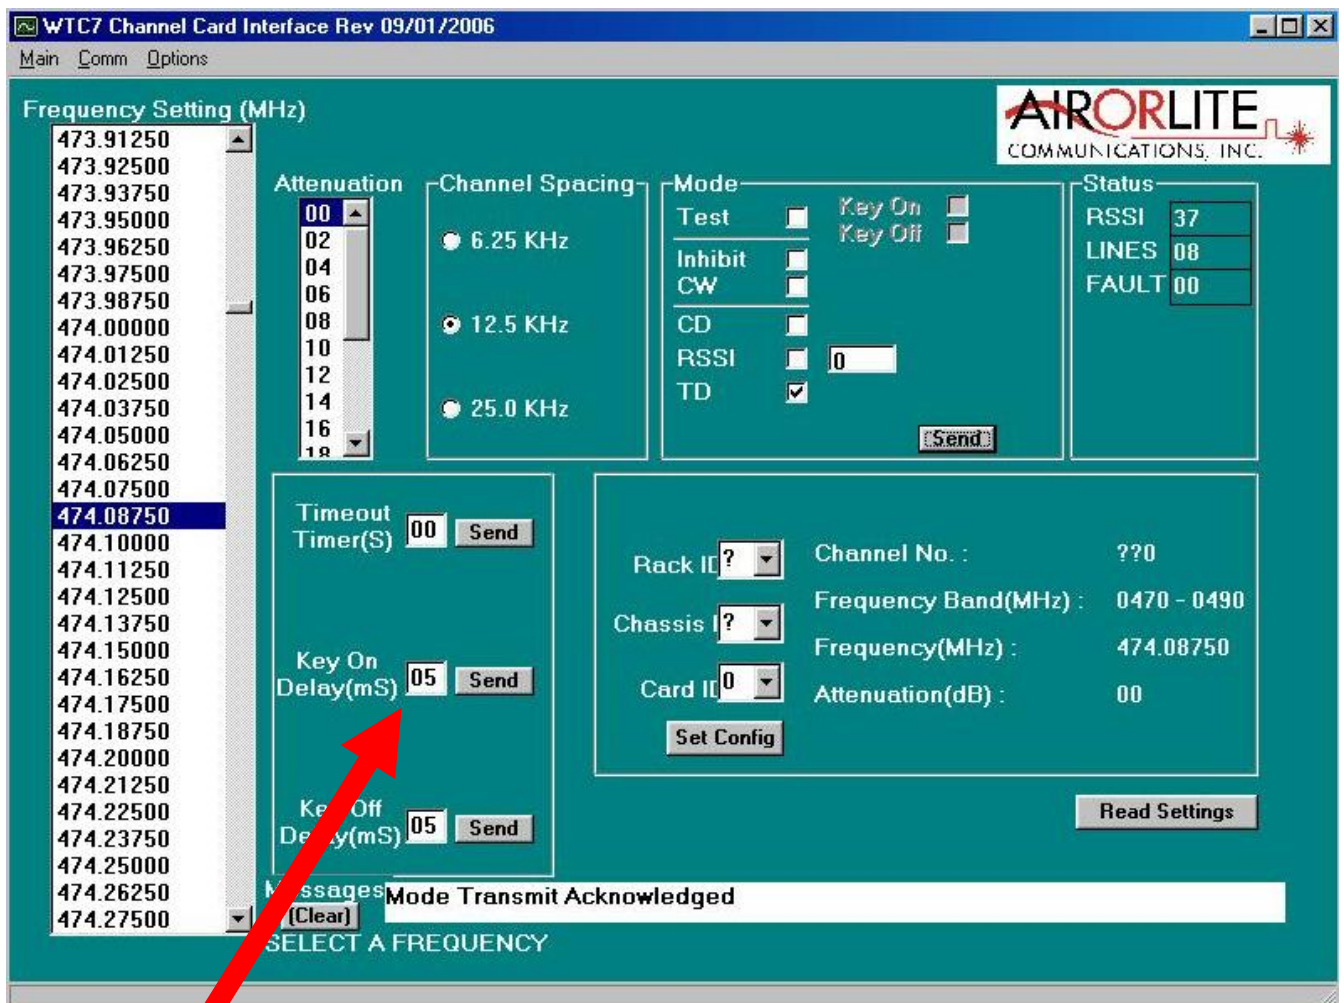 WTC7 Channel Card Interface Rev 09/01/2006
Main Comm Options
Frequency Setting (MHz)
473.91250
473.92500
473.93750
473.95000
473.96250
473.97500
473.98750
474.00000
474.01250
474.02500
474.03750
474.05000
474.06250
474.07500
474.08750
474.10000
474.11250
474.12500
474.13750
474.15000
474.16250
474.17500
474.18750
474.20000
474.21250
474.22500
474.23750
474.25000
474.26250
474.27500
AIRORLITE
COMMUNICATIONS, INC.
Attenuation
00
02
04
06
08
10
12
14
16
18
Channel Spacing
6.25 KHz
12.5 KHz
25.0 KHz
Mode
Test
Key On
Key Off
Inhibit
CW
CD
RSSI 0
TD
Send
Status
RSSI 37
LINES 08
FAULT 00
Timeout
Timer(S) 00 Send
Key On
Delay(mS) 05 Send
Key Off
Delay(mS) 05 Send
Rack ID ?
Chassis I ?
Card ID 0
Set Config
Channel No. : ??0
Frequency Band(MHz) : 0470 - 0490
Frequency(MHz) : 474.08750
Attenuation(dB) : 00
Read Settings
Messages
(Clear)
Mode Transmit Acknowledged
SELECT A FREQUENCY